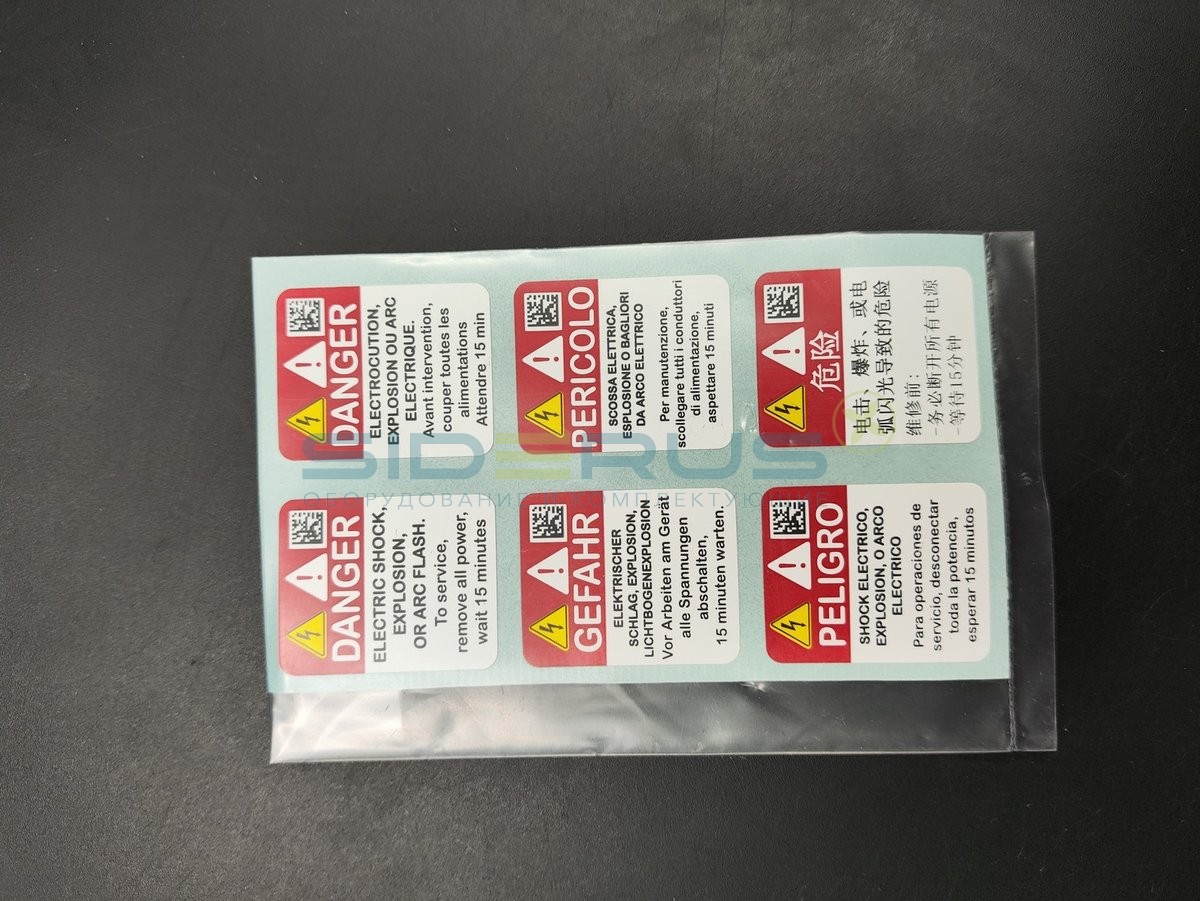 DANGER
ELECTRIC SHOCK,
EXPLOSION,
OR ARC FLASH.
To service,
remove all power,
wait 15 minutes
DANGER
ELECTROCUTION,
EXPLOSION OU ARC
ELECTRIQUE.
Avant intervention,
couper toutes les
alimentations
Attendre 15 min
GEFAHR
ELEKTRISCHER
SCHLAG, EXPLOSION,
LICHTBOGENEXPLOSION
Vor Arbeiten am Gerät
alle Spannungen
abschalten,
15 minuten warten.
PERICOLO
SCOSSA ELETTRICA,
ESPLOSIONE O BAGLIORI
DA ARCO ELETTRICO
Per manutenzione,
scollegare tutti i conduttori
di alimentazione,
aspettare 15 minuti
PELIGRO
SHOCK ELECTRICO,
EXPLOSION, O ARCO
ELECTRICO
Para operaciones de
servicio, desconectar
toda la potencia,
esperar 15 minutos
危险
电击、爆炸、或电
弧闪光导致的危险
维修前：
-务必断开所有电源
-等待15分钟
SIDERUS
ОБОРУДОВАНИЕ И КОМПЛЕКТУЮЩИЕ